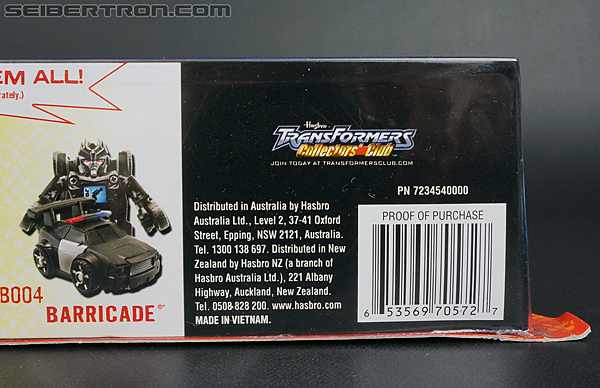 SEIBERTRON.COM
EM ALL!
rately.)
B004
BARRICADE®*
Hasbro
TRANSFORMERS
Collectors' Club
JOIN TODAY AT TRANSFORMERSCLUB.COM
PN 7234540000
Distributed in Australia by Hasbro
Australia Ltd., Level 2, 37-41 Oxford
Street, Epping, NSW 2121, Australia.
Tel. 1300 138 697. Distributed in New
Zealand by Hasbro NZ (a branch of
Hasbro Australia Ltd.), 221 Albany
Highway, Auckland, New Zealand.
Tel. 0508-828 200. www.hasbro.com
MADE IN VIETNAM.
PROOF OF PURCHASE
6 53569 70572 7